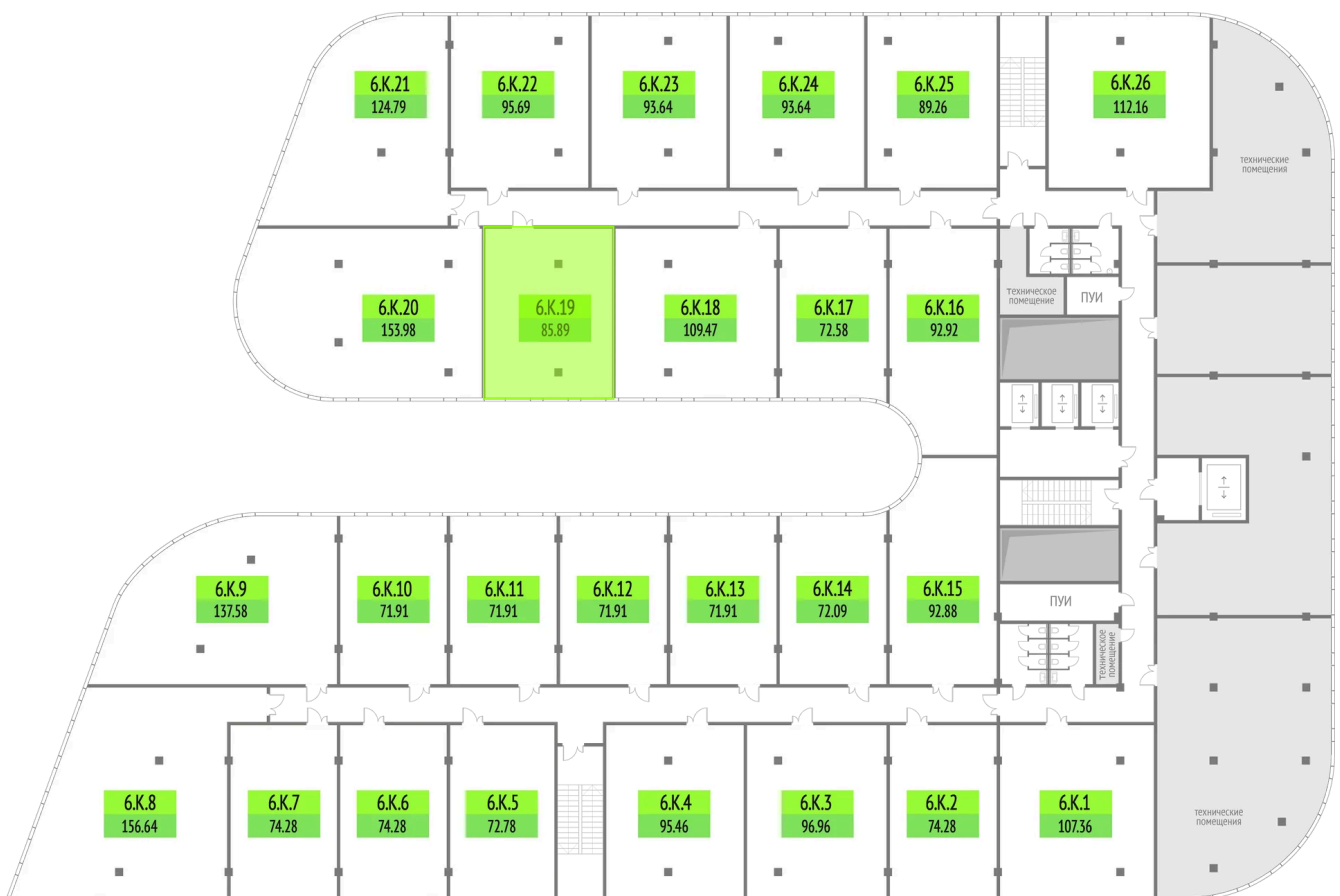 6.К.21
124.79
6.К.22
95.69
6.К.23
93.64
6.К.24
93.64
6.К.25
89.26
6.К.26
112.16
технические
помещения
6.К.20
153.98
6.К.19
85.89
6.К.18
109.47
6.К.17
72.58
6.К.16
92.92
техническое
помещение
ПУИ
6.К.9
137.58
6.К.10
71.91
6.К.11
71.91
6.К.12
71.91
6.К.13
71.91
6.К.14
72.09
6.К.15
92.88
ПУИ
техническое
помещение
6.К.8
156.64
6.К.7
74.28
6.К.6
74.28
6.К.5
72.78
6.К.4
95.46
6.К.3
96.96
6.К.2
74.28
6.К.1
107.36
технические
помещения